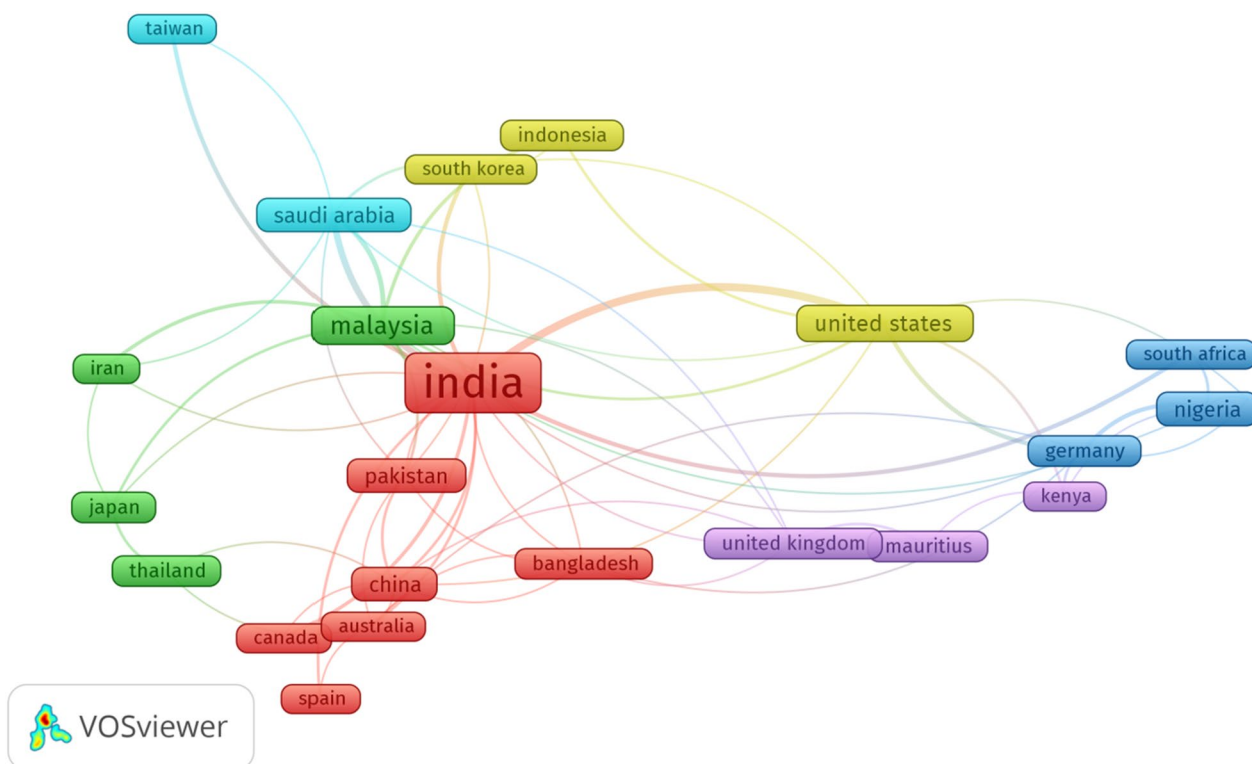 taiwan
indonesia
south korea
saudi arabia
malaysia
united states
south africa
iran
india
nigeria
germany
pakistan
kenya
japan
united kingdom
mauritius
thailand
bangladesh
china
australia
canada
spain
VOSviewer